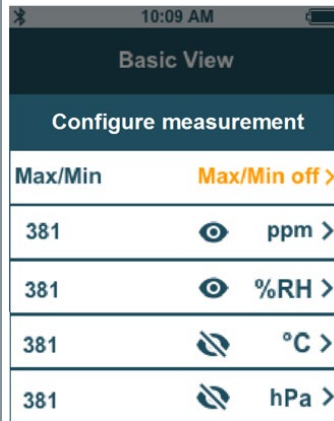 10:09 AM
Basic View
Configure measurement
Max/Min Max/Min off >
381 ppm >
381 %RH >
381 °C >
381 hPa >